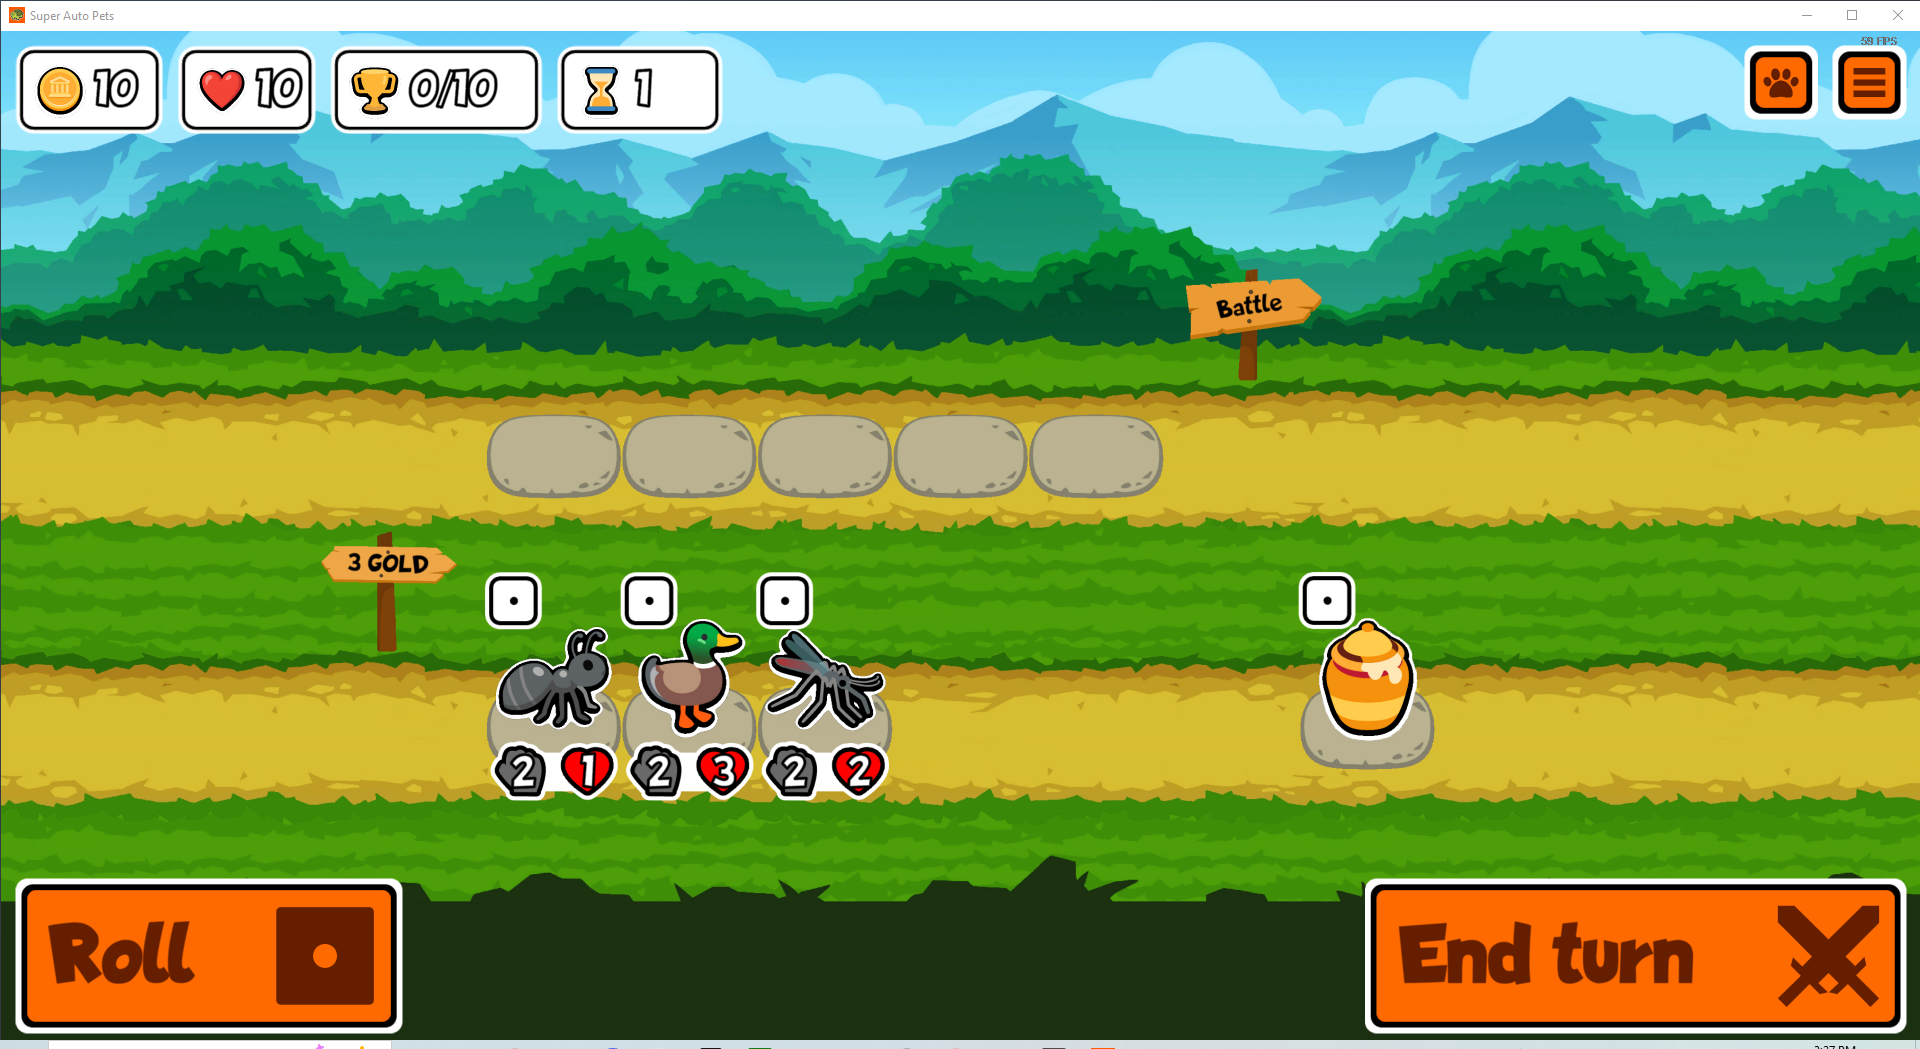 Super Auto Pets
59 FPS
10
10
0/10
1
Battle
3 GOLD
2 1 2 3 2 2
Roll
End turn